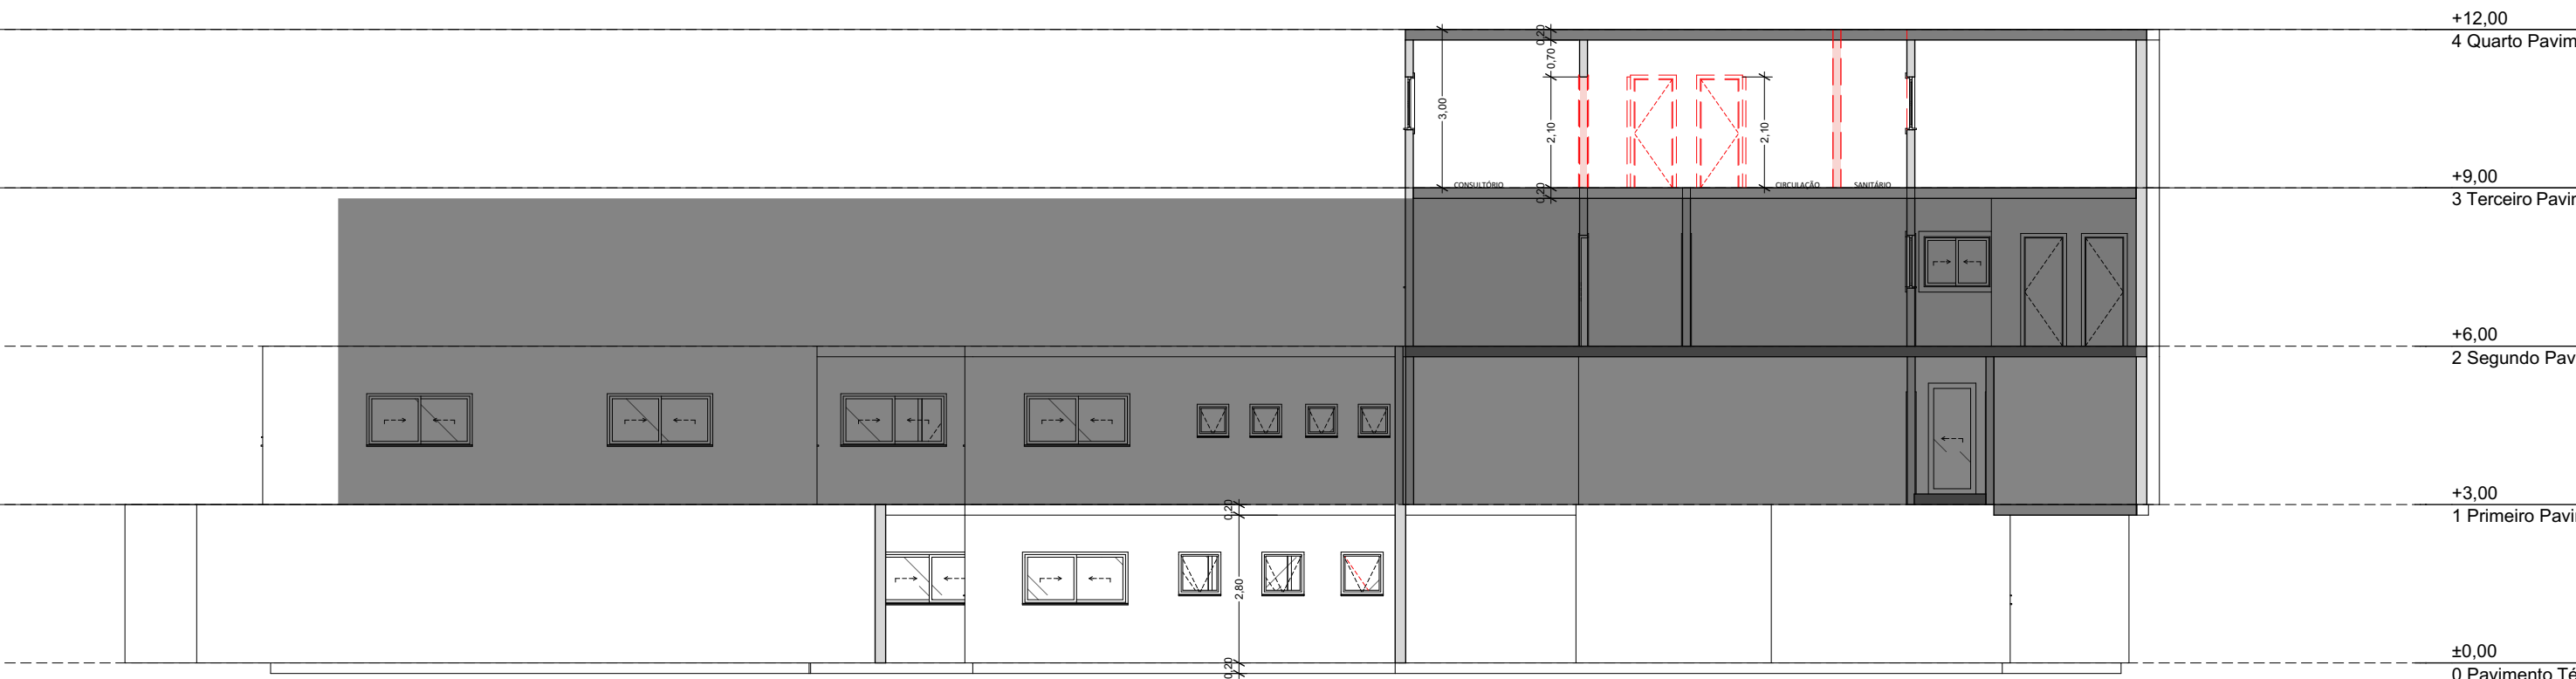 +12,00
4 Quarto Pavim
0,20
0,70
3,00
2,10
2,10
+9,00
CONSULTÓRIO
CIRCULAÇÃO
SANITÁRIO
0,20
3 Terceiro Pavi
+6,00
2 Segundo Pav
+3,00
0,20
1 Primeiro Pavi
2,80
±0,00
0,20
0 Pavimento Té